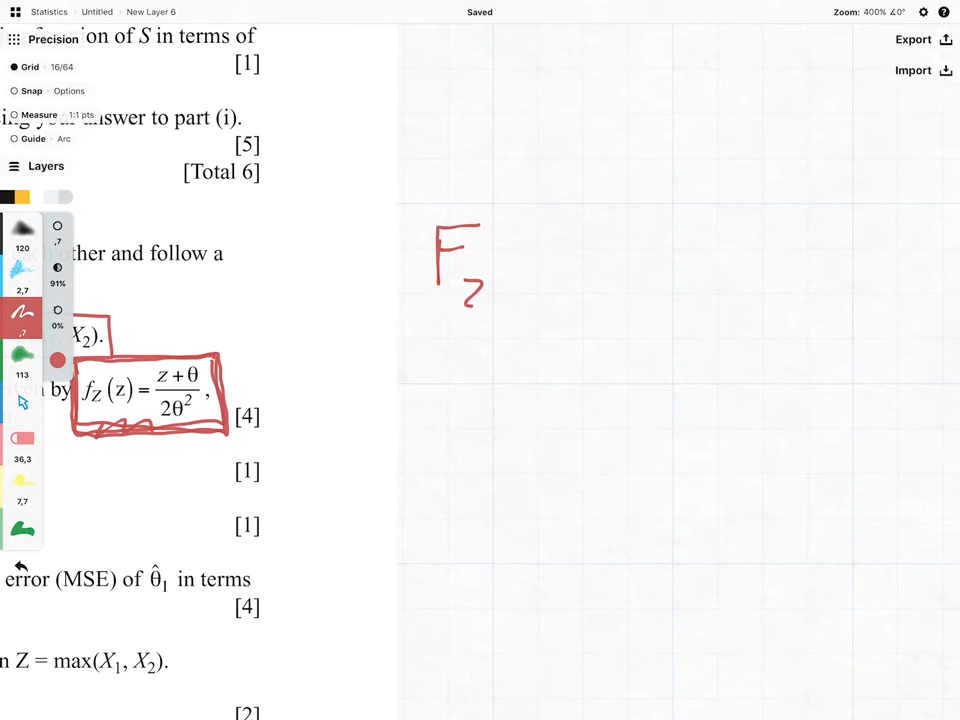 Statistics › Untitled › New Layer 6
Saved
Zoom: 400% ∠0°
Precision
Export
Import
Grid › 16/64
Snap › Options
Measure › 1:1 pts
Guide › Arc
Layers
on of S in terms of
[1]
your answer to part (i).
[5]
[Total 6]
120
,7
2,7
91%
,7
0%
113
36,3
7,7
other and follow a
X₂).
by f_Z(z) = (z + θ)/(2θ²),
[4]
[1]
[1]
error (MSE) of θ̂₁ in terms
[4]
n Z = max(X₁, X₂).
[2]
F_Z